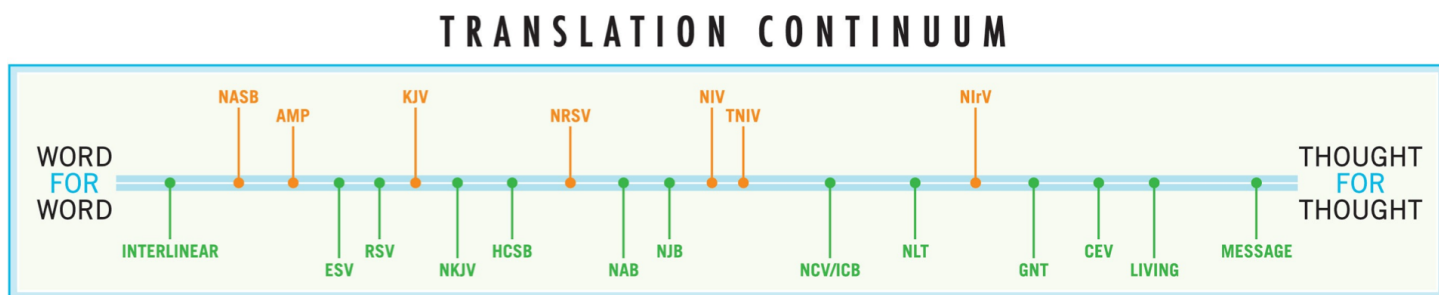 TRANSLATION CONTINUUM
NASB
AMP
KJV
NRSV
NIV
TNIV
NIrV
WORD
FOR
WORD
THOUGHT
FOR
THOUGHT
INTERLINEAR
ESV
RSV
NKJV
HCSB
NAB
NJB
NCV/ICB
NLT
GNT
CEV
LIVING
MESSAGE